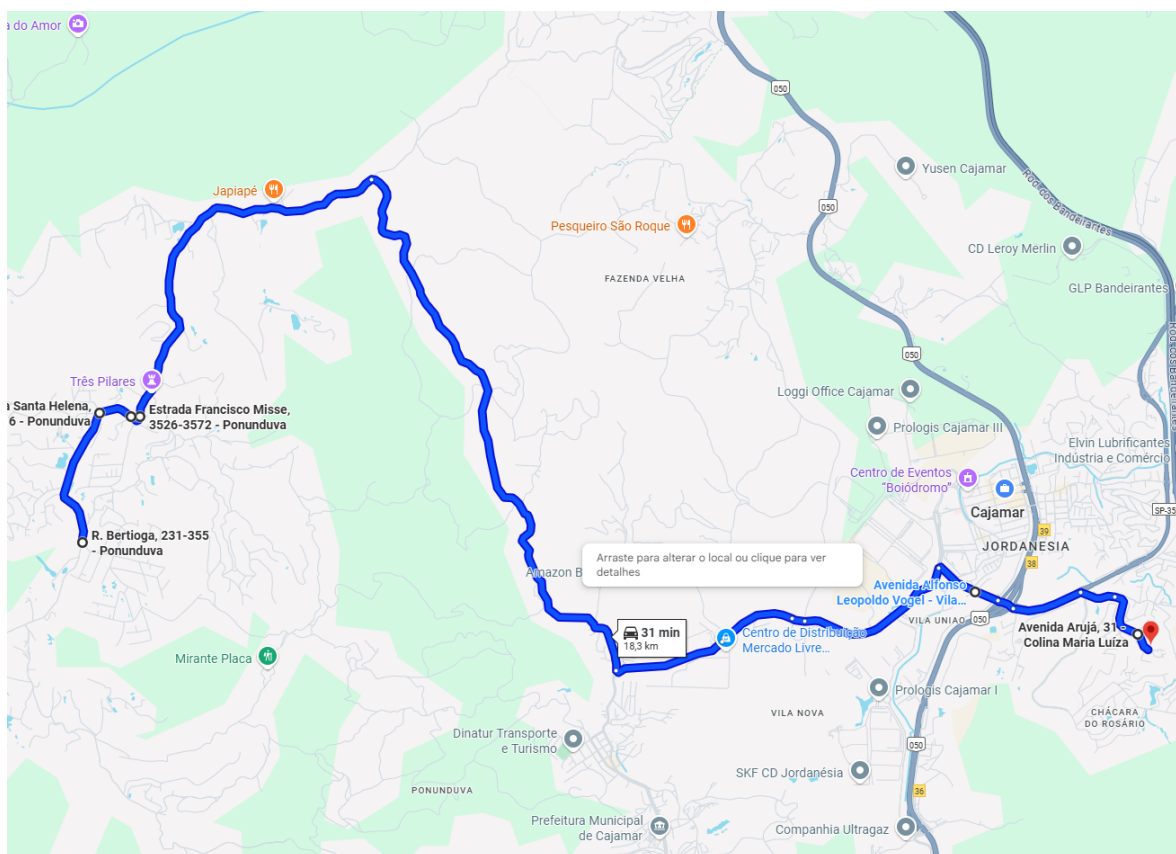 a do Amor
050
Rod. dos Bandeirantes
Yusen Cajamar
Japiapé
050
Pesqueiro São Roque
CD Leroy Merlin
FAZENDA VELHA
GLP Bandeirantes
Rod. dos Bandeirantes
050
Três Pilares
Loggi Office Cajamar
a Santa Helena,
6 - Ponunduva
Estrada Francisco Misse,
3526-3572 - Ponunduva
Prologis Cajamar III
Elvin Lubrificantes
Indústria e Comércio
Centro de Eventos
"Boiódromo"
Cajamar
SP-35
39
R. Bertioga, 231-355
- Ponunduva
JORDANESIA
Arraste para alterar o local ou clique para ver
detalhes
38
Amazon B
Avenida Alfonso
Leopoldo Vogel - Vila...
050
VILA UNIAO
31 min
18,3 km
Centro de Distribuição
Mercado Livre...
Avenida Arujá, 31 -
Colina Maria Luíza
Mirante Placa
Prologis Cajamar I
VILA NOVA
CHÁCARA
DO ROSÁRIO
Dinatur Transporte
e Turismo
050
SKF CD Jordanésia
PONUNDUVA
36
Prefeitura Municipal
de Cajamar
Companhia Ultragaz